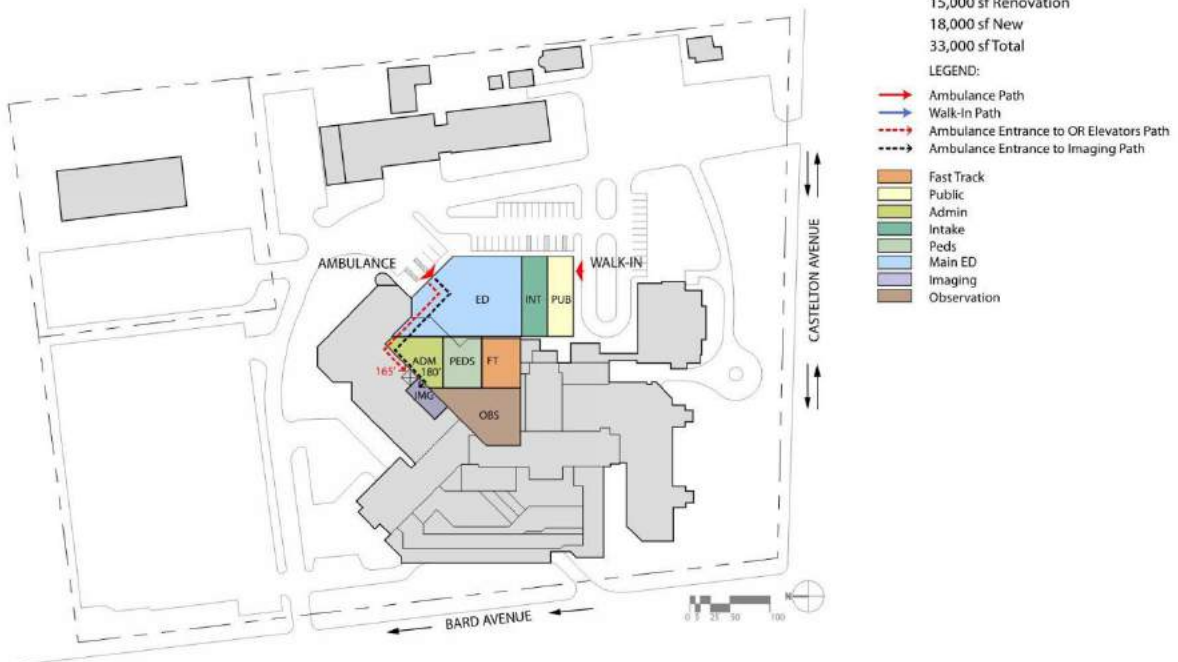 15,000 sf Renovation
18,000 sf New
33,000 sf Total
LEGEND:
Ambulance Path
Walk-In Path
Ambulance Entrance to OR Elevators Path
Ambulance Entrance to Imaging Path
Fast Track
Public
Admin
Intake
Peds
Main ED
Imaging
Observation
AMBULANCE
WALK-IN
ED
INT
PUB
ADM
PEDS
FT
165'
180'
IMG
OBS
CASTELTON AVENUE
BARD AVENUE
N
0 5 25 50 100